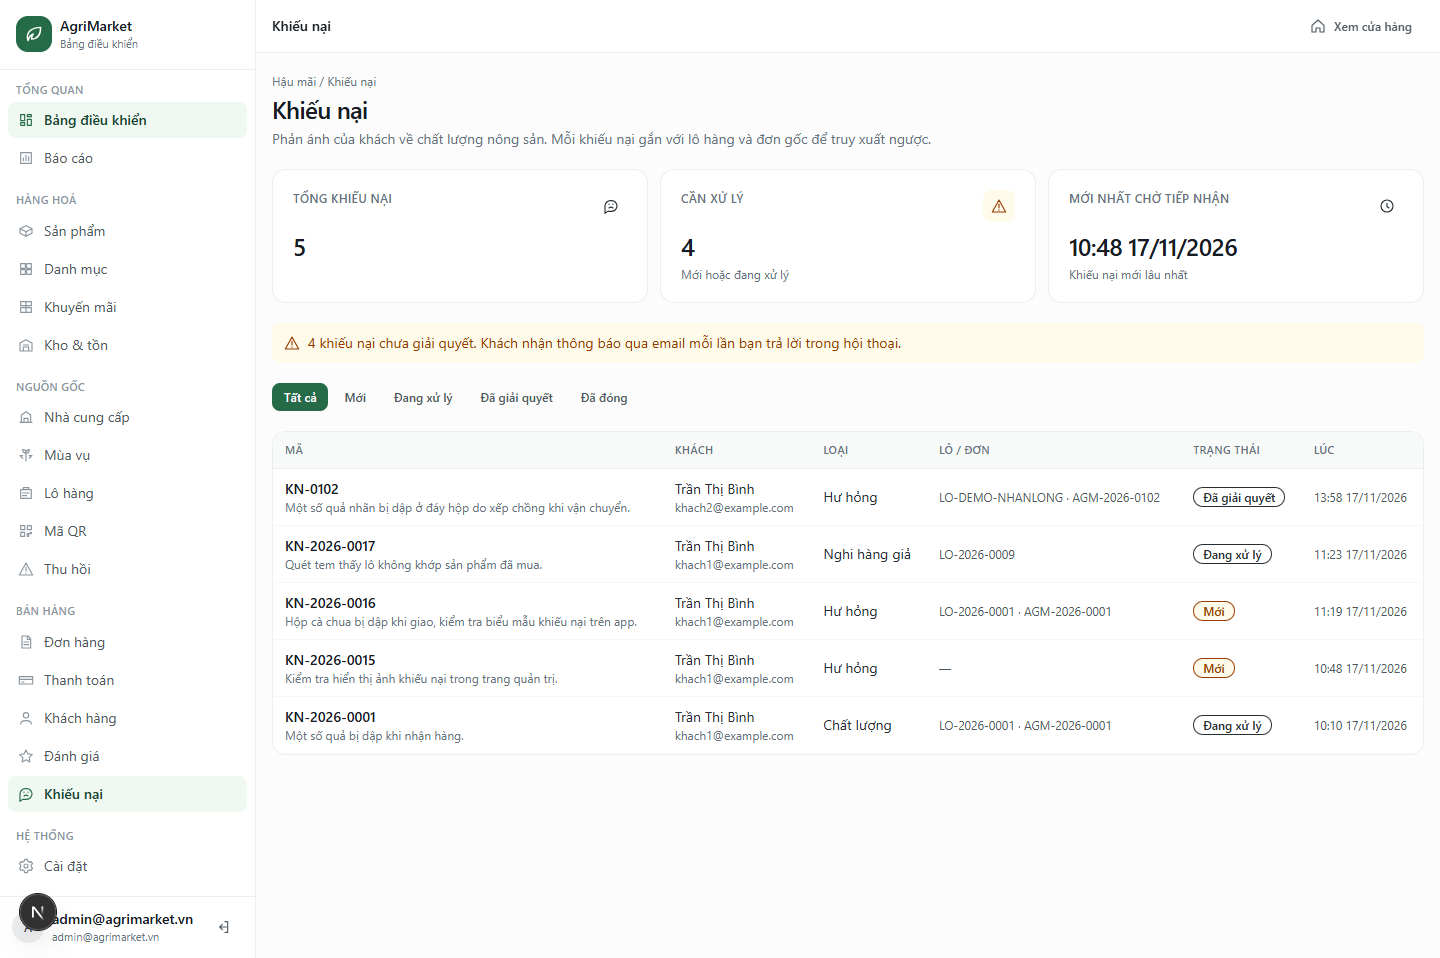 AgriMarket
Bảng điều khiển
TỔNG QUAN
Bảng điều khiển
Báo cáo
HÀNG HOÁ
Sản phẩm
Danh mục
Khuyến mãi
Kho & tồn
NGUỒN GỐC
Nhà cung cấp
Mùa vụ
Lô hàng
Mã QR
Thu hồi
BÁN HÀNG
Đơn hàng
Thanh toán
Khách hàng
Đánh giá
Khiếu nại
HỆ THỐNG
Cài đặt
N
admin@agrimarket.vn
admin@agrimarket.vn
Khiếu nại
Xem cửa hàng
Hậu mãi / Khiếu nại
Khiếu nại
Phản ánh của khách về chất lượng nông sản. Mỗi khiếu nại gắn với lô hàng và đơn gốc để truy xuất ngược.
TỔNG KHIẾU NẠI
5
CẦN XỬ LÝ
4
Mới hoặc đang xử lý
MỚI NHẤT CHỜ TIẾP NHẬN
10:48 17/11/2026
Khiếu nại mới lâu nhất
4 khiếu nại chưa giải quyết. Khách nhận thông báo qua email mỗi lần bạn trả lời trong hội thoại.
Tất cả Mới Đang xử lý Đã giải quyết Đã đóng
MÃ KHÁCH LOẠI LÔ / ĐƠN TRẠNG THÁI LÚC
KN-0102 Trần Thị Bình Hư hỏng LO-DEMO-NHANLONG · AGM-2026-0102 Đã giải quyết 13:58 17/11/2026
Một số quả nhãn bị dập ở đáy hộp do xếp chồng khi vận chuyển. khach2@example.com
KN-2026-0017 Trần Thị Bình Nghi hàng giả LO-2026-0009 Đang xử lý 11:23 17/11/2026
Quét tem thấy lô không khớp sản phẩm đã mua. khach1@example.com
KN-2026-0016 Trần Thị Bình Hư hỏng LO-2026-0001 · AGM-2026-0001 Mới 11:19 17/11/2026
Hộp cà chua bị dập khi giao, kiểm tra biểu mẫu khiếu nại trên app. khach1@example.com
KN-2026-0015 Trần Thị Bình Hư hỏng — Mới 10:48 17/11/2026
Kiểm tra hiển thị ảnh khiếu nại trong trang quản trị. khach1@example.com
KN-2026-0001 Trần Thị Bình Chất lượng LO-2026-0001 · AGM-2026-0001 Đang xử lý 10:10 17/11/2026
Một số quả bị dập khi nhận hàng. khach1@example.com